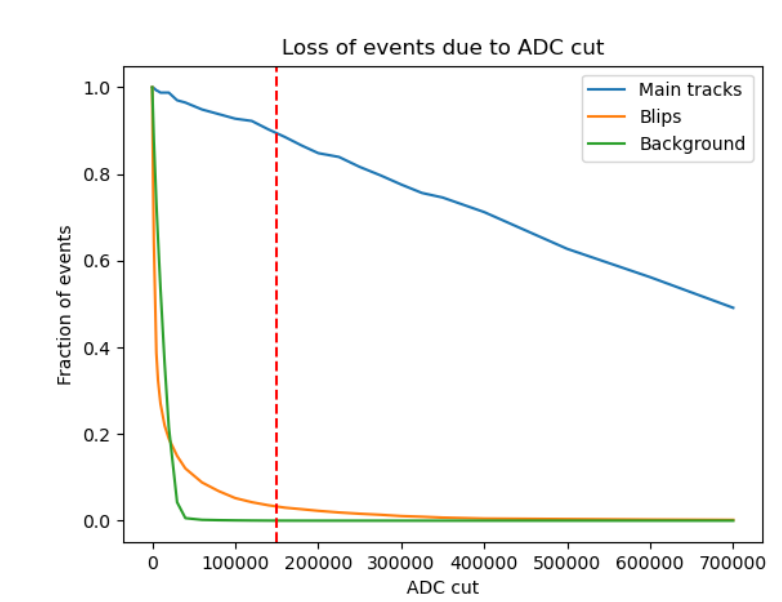 Loss of events due to ADC cut
Main tracks
Blips
Background
Fraction of events
1.0
0.8
0.6
0.4
0.2
0.0
0 100000 200000 300000 400000 500000 600000 700000
ADC cut